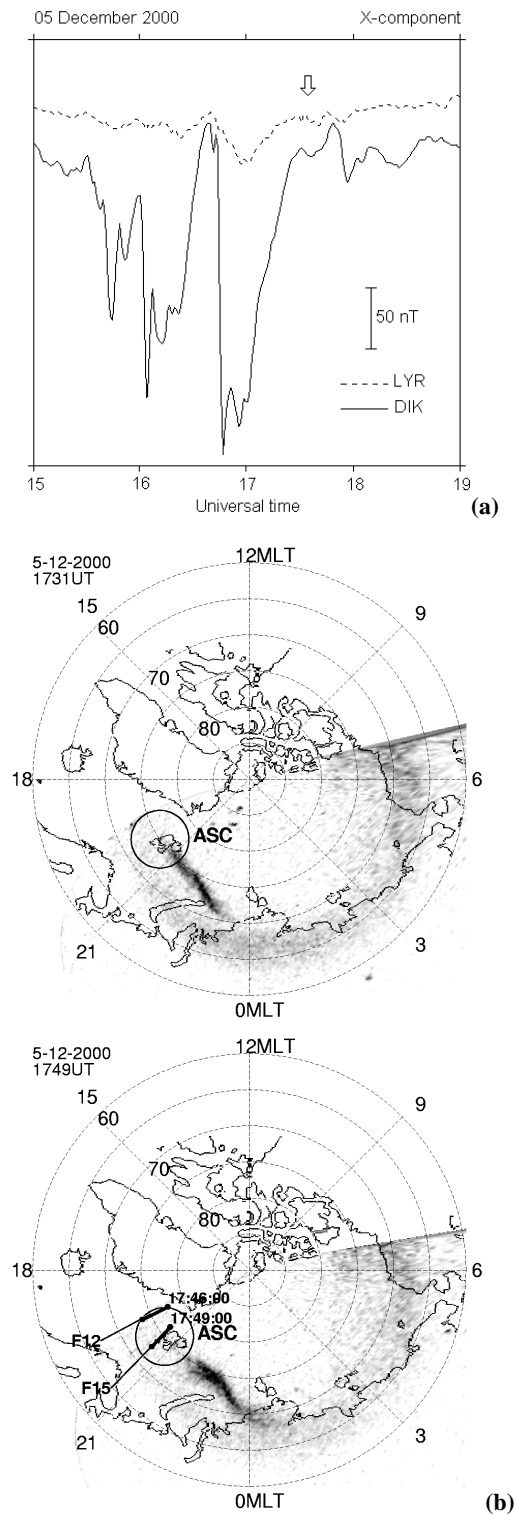 05 December 2000 X-component
50 nT
LYR
DIK
15 16 17 18 19
Universal time
(a)
5-12-2000
1731UT
12MLT
15
60
9
70
80
18
6
ASC
21
3
0MLT
5-12-2000
1749UT
12MLT
15
60
9
70
80
18
6
17:46:00
17:49:00
ASC
F12
F15
21
3
0MLT
(b)